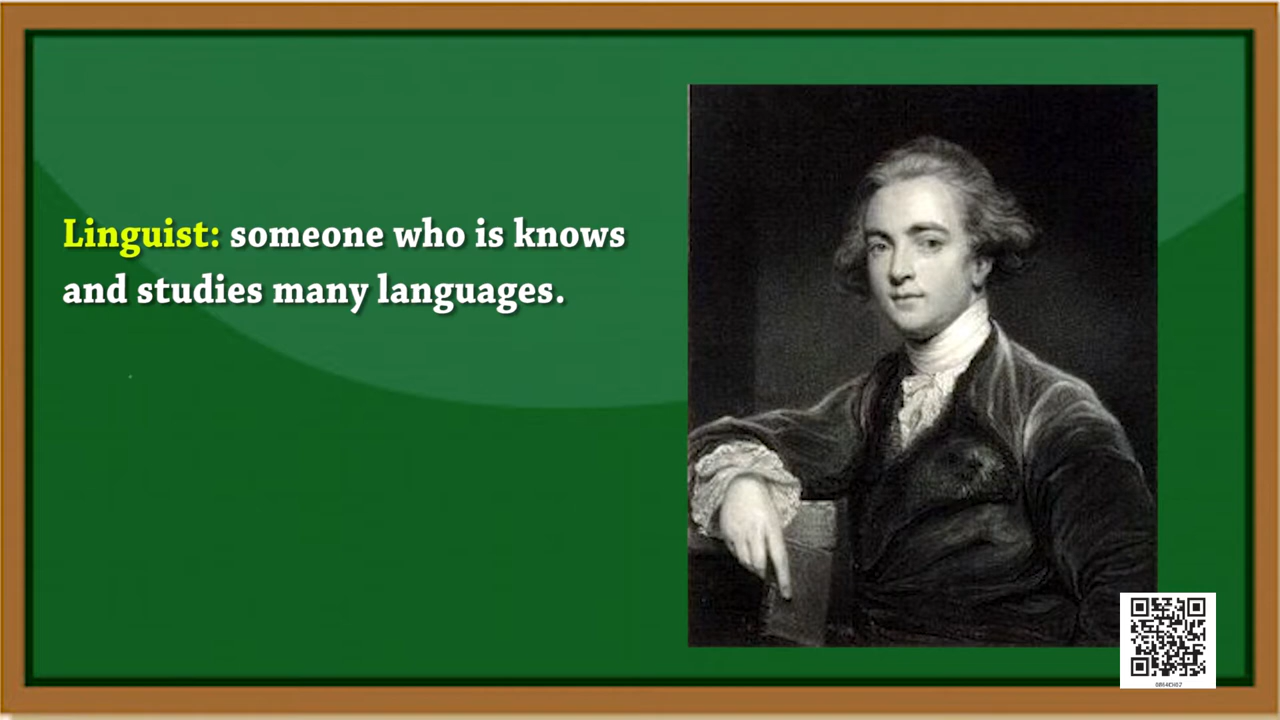 Linguist: someone who is knows
and studies many languages.